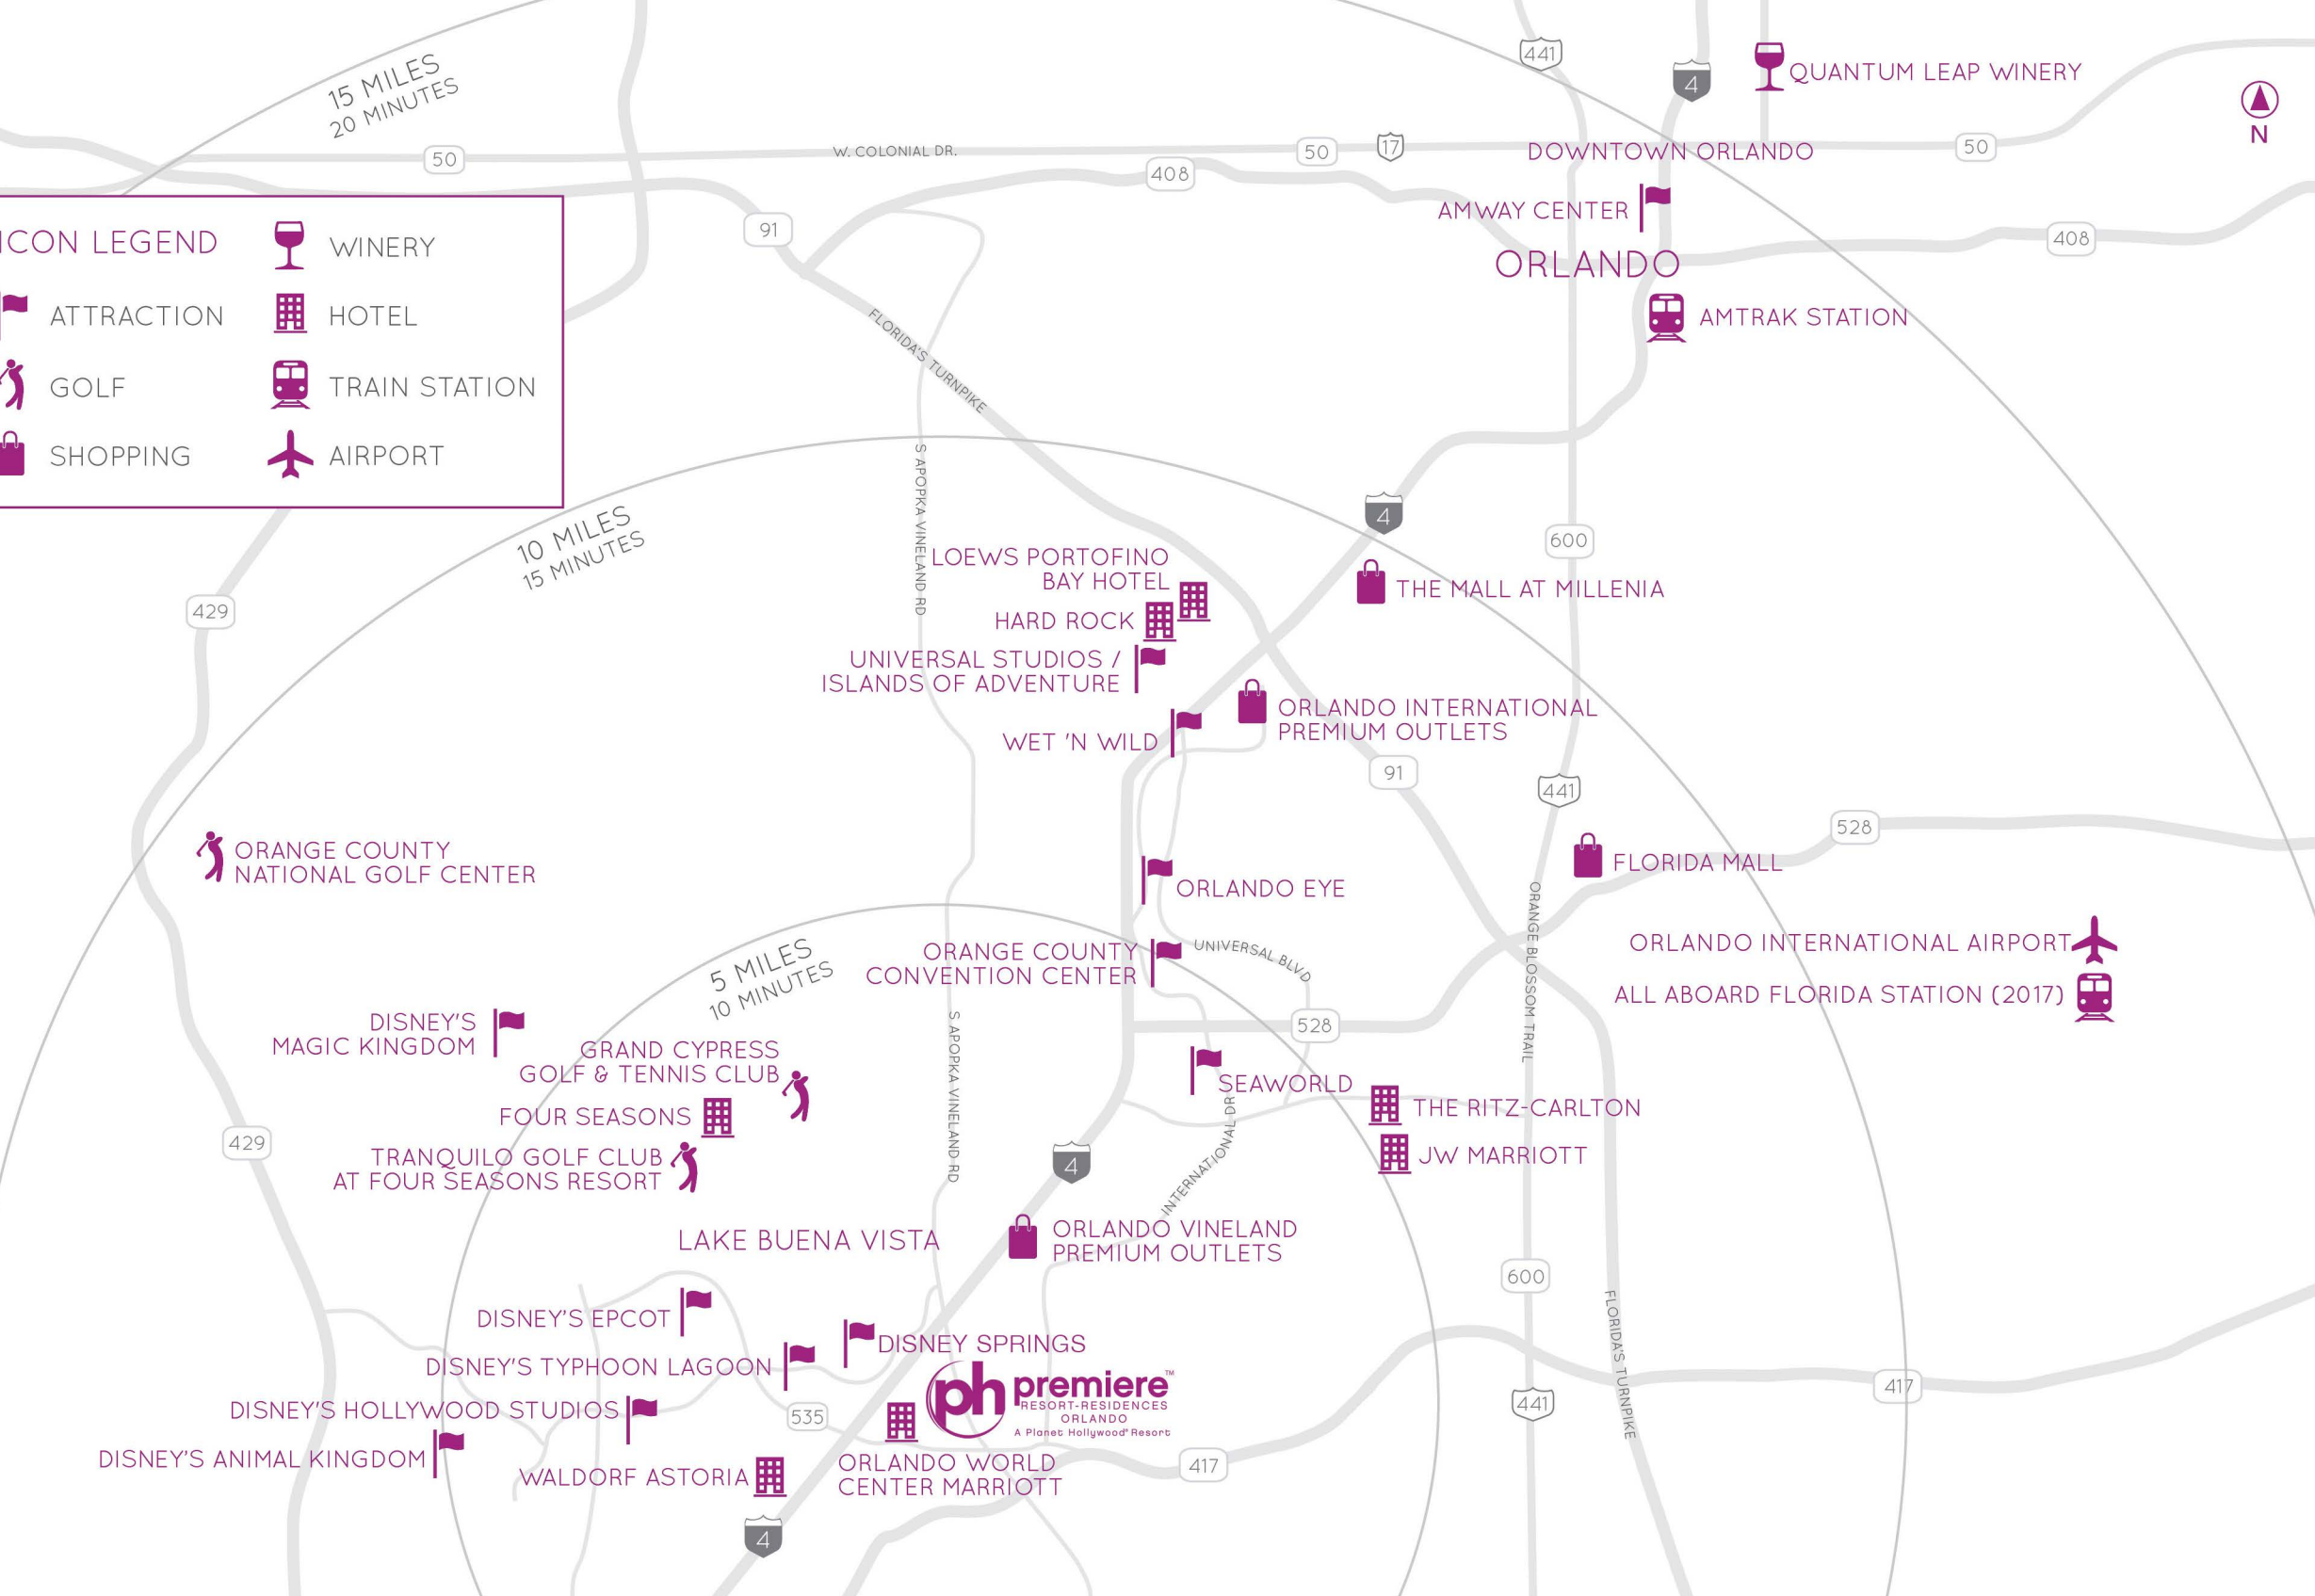 15 MILES
20 MINUTES
441
4
QUANTUM LEAP WINERY
N
50
W. COLONIAL DR.
50
17
DOWNTOWN ORLANDO
50
408
91
AMWAY CENTER
408
ORLANDO
AMTRAK STATION
ICON LEGEND
WINERY
ATTRACTION
HOTEL
GOLF
TRAIN STATION
SHOPPING
AIRPORT
FLORIDA'S TURNPIKE
S APOPKA VINELAND RD
10 MILES
15 MINUTES
4
600
429
LOEWS PORTOFINO
BAY HOTEL
THE MALL AT MILLENIA
HARD ROCK
UNIVERSAL STUDIOS /
ISLANDS OF ADVENTURE
ORLANDO INTERNATIONAL
PREMIUM OUTLETS
WET 'N WILD
91
441
528
ORANGE COUNTY
NATIONAL GOLF CENTER
FLORIDA MALL
ORLANDO EYE
ORANGE BLOSSOM TRAIL
5 MILES
10 MINUTES
ORANGE COUNTY
CONVENTION CENTER
UNIVERSAL BLVD
ORLANDO INTERNATIONAL AIRPORT
ALL ABOARD FLORIDA STATION (2017)
528
DISNEY'S
MAGIC KINGDOM
S APOPKA VINELAND RD
GRAND CYPRESS
GOLF & TENNIS CLUB
SEAWORLD
THE RITZ-CARLTON
FOUR SEASONS
429
TRANQUILO GOLF CLUB
AT FOUR SEASONS RESORT
4
INTERNATIONAL DR
JW MARRIOTT
LAKE BUENA VISTA
ORLANDO VINELAND
PREMIUM OUTLETS
600
DISNEY'S EPCOT
FLORIDA'S TURNPIKE
DISNEY SPRINGS
DISNEY'S TYPHOON LAGOON
ph premiere™
RESORT-RESIDENCES
ORLANDO
A Planet Hollywood® Resort
417
441
DISNEY'S HOLLYWOOD STUDIOS
535
DISNEY'S ANIMAL KINGDOM
WALDORF ASTORIA
ORLANDO WORLD
CENTER MARRIOTT
417
4